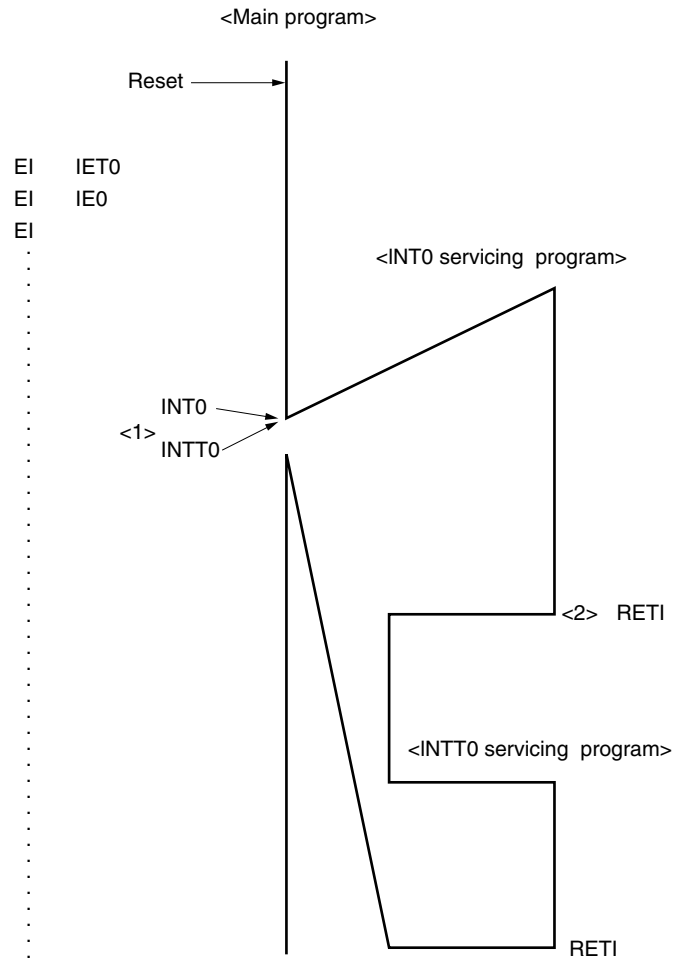 <Main program>
Reset
EI IET0
EI IE0
EI
<INT0 servicing program>
INT0
<1>
INTT0
<2> RETI
<INTT0 servicing program>
RETI